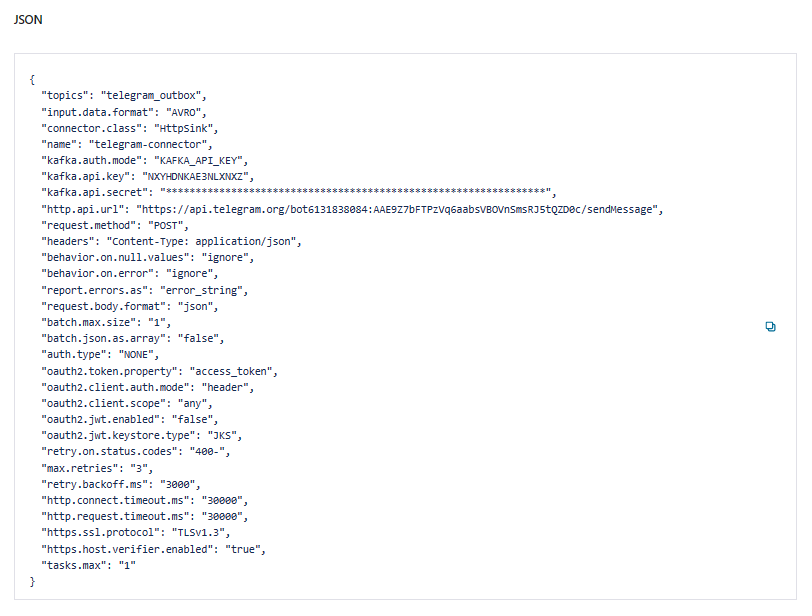 JSON
{
"topics": "telegram_outbox",
"input.data.format": "AVRO",
"connector.class": "HttpSink",
"name": "telegram-connector",
"kafka.auth.mode": "KAFKA_API_KEY",
"kafka.api.key": "NXYHDNKAE3NLXNXZ",
"kafka.api.secret": "****************************************************************",
"http.api.url": "https://api.telegram.org/bot6131838084:AAE9Z7bFTPzVq6aabsVBOVnSmsRJ5tQZD0c/sendMessage",
"request.method": "POST",
"headers": "Content-Type: application/json",
"behavior.on.null.values": "ignore",
"behavior.on.error": "ignore",
"report.errors.as": "error_string",
"request.body.format": "json",
"batch.max.size": "1",
"batch.json.as.array": "false",
"auth.type": "NONE",
"oauth2.token.property": "access_token",
"oauth2.client.auth.mode": "header",
"oauth2.client.scope": "any",
"oauth2.jwt.enabled": "false",
"oauth2.jwt.keystore.type": "JKS",
"retry.on.status.codes": "400-",
"max.retries": "3",
"retry.backoff.ms": "3000",
"http.connect.timeout.ms": "30000",
"http.request.timeout.ms": "30000",
"https.ssl.protocol": "TLSv1.3",
"https.host.verifier.enabled": "true",
"tasks.max": "1"
}